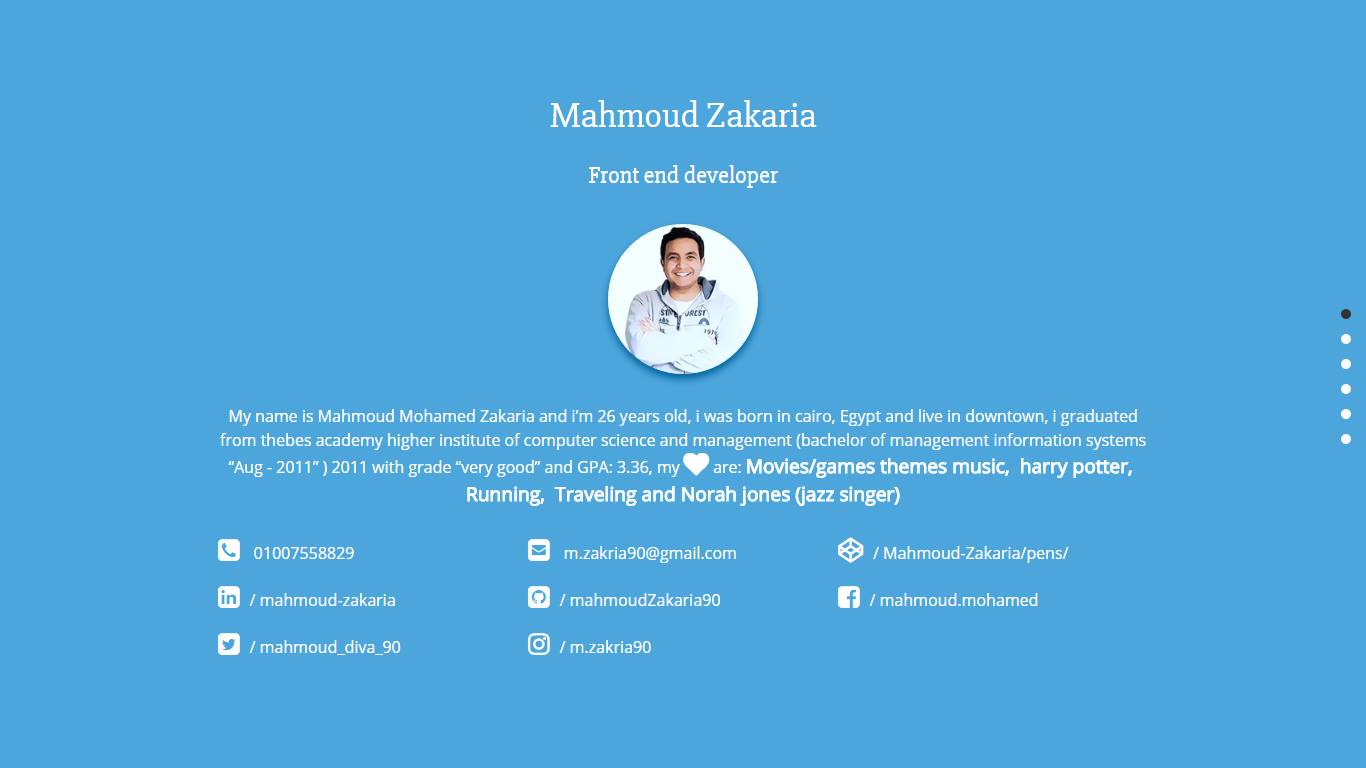 Mahmoud Zakaria
Front end developer
My name is Mahmoud Mohamed Zakaria and i’m 26 years old, i was born in cairo, Egypt and live in downtown, i graduated
from thebes academy higher institute of computer science and management (bachelor of management information systems
“Aug - 2011” ) 2011 with grade “very good” and GPA: 3.36, my are: Movies/games themes music, harry potter,
Running, Traveling and Norah jones (jazz singer)
01007558829 m.zakria90@gmail.com / Mahmoud-Zakaria/pens/
/ mahmoud-zakaria / mahmoudZakaria90 / mahmoud.mohamed
/ mahmoud_diva_90 / m.zakria90